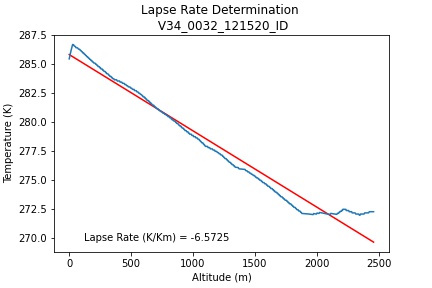 Lapse Rate Determination
V34_0032_121520_ID
287.5
285.0
282.5
280.0
277.5
275.0
272.5
270.0
Temperature (K)
Lapse Rate (K/Km) = -6.5725
0 500 1000 1500 2000 2500
Altitude (m)